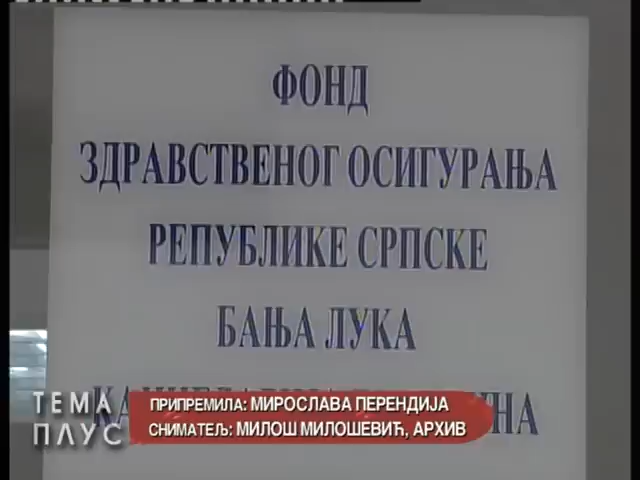 ФОНД
ЗДРАВСТВЕНОГ ОСИГУРАЊА
РЕПУБЛИКЕ СРПСКЕ
БАЊА ЛУКА
ТЕМА
ПЛУС
ПРИПРЕМИЛА: МИРОСЛАВА ПЕРЕНДИЈА
СНИМАТЕЉ: МИЛОШ МИЛОШЕВИЋ, АРХИВ